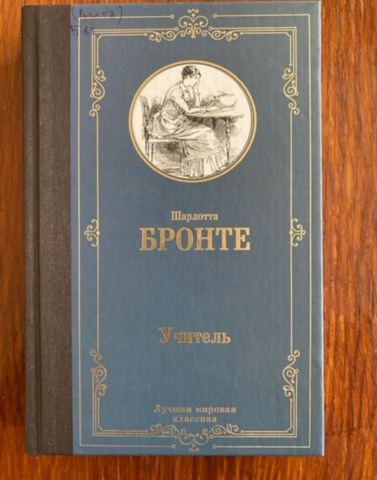 Шарлотта
БРОНТЕ
Учитель
Лучшая мировая
классика